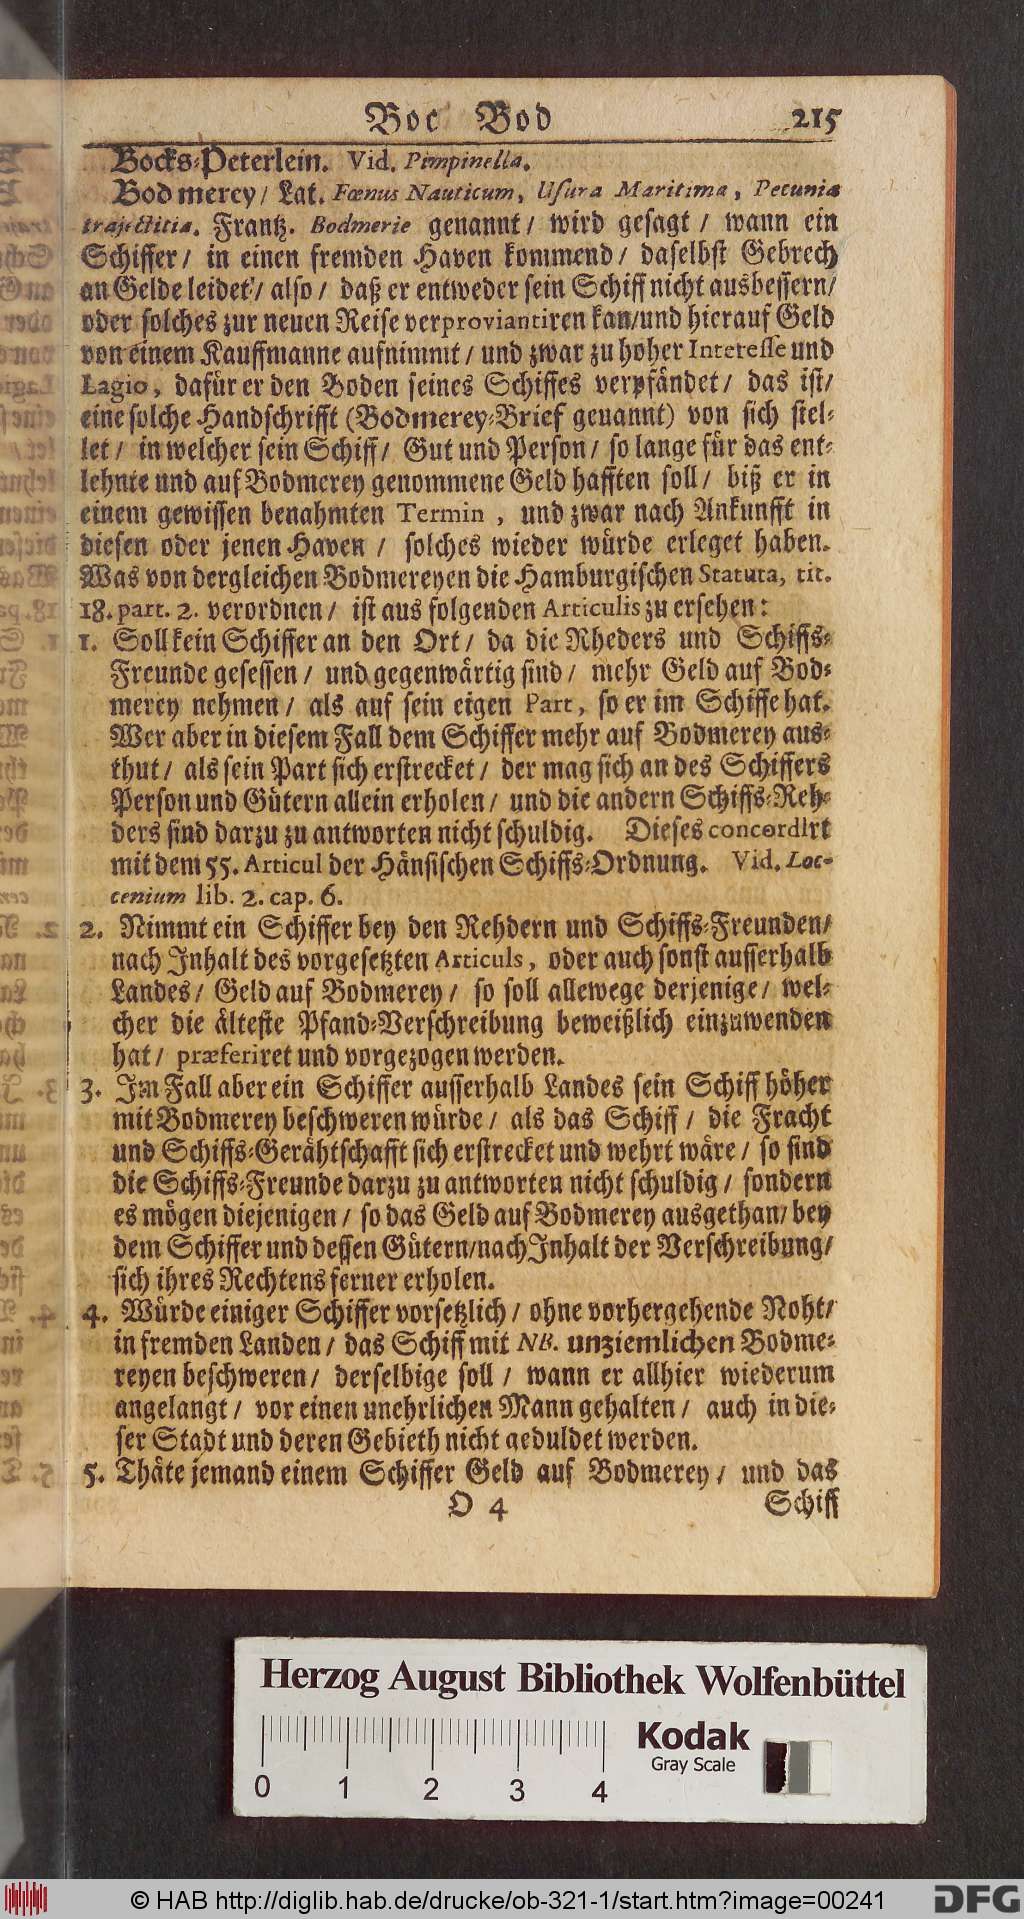 Boc Bod 215
Bocks-Peterlein. Vid. Pimpinella.
Bodmerey/ Lat. Fœnus Nauticum, Usura Maritima, Pecunia
trajectitia. Frantz. Bodmerie genannt/ wird gesagt/ wann ein
Schiffer/ in einen fremden Haven kommend/ daselbst Gebrech
an Gelde leidet/ also/ daß er entweder sein Schiff nicht ausbessern/
oder solches zur neuen Reise verproviantiren kan/und hierauf Geld
von einem Kauffmanne aufnimmt/ und zwar zu hoher Interesse und
Lagio, dafür er den Boden seines Schiffes verpfändet/ das ist/
eine solche Handschrifft (Bodmerey-Brief genannt) von sich stel-
let/ in welcher sein Schiff/ Gut und Person/ so lange für das ent-
lehnte und auf Bodmerey genommene Geld hafften soll/ biß er in
einem gewissen benahmten Termin, und zwar nach Ankunfft in
diesen oder jenen Haven/ solches wieder würde erleget haben.
Was von dergleichen Bodmereyen die Hamburgischen Statuta, tit.
18. part. 2. verordnen/ ist aus folgenden Articulis zu ersehen:
1. Soll kein Schiffer an den Ort/ da die Rheders und Schiffs-
Freunde gesessen/ und gegenwärtig sind/ mehr Geld auf Bod-
merey nehmen/ als auf sein eigen Part, so er im Schiffe hat.
Wer aber in diesem Fall dem Schiffer mehr auf Bodmerey aus-
thut/ als sein Part sich erstrecket/ der mag sich an des Schiffers
Person und Gütern allein erholen/ und die andern Schiffs-Reh-
ders sind darzu zu antworten nicht schuldig. Dieses concordirt
mit dem 55. Articul der Hänsischen Schiffs-Ordnung. Vid. Loc-
cenium lib. 2. cap. 6.
2. Nimmt ein Schiffer bey den Rehdern und Schiffs-Freunden/
nach Inhalt des vorgesetzten Articuls, oder auch sonst ausserhalb
Landes/ Geld auf Bodmerey/ so soll allewege derjenige/ wel-
cher die älteste Pfand-Verschreibung beweißlich einzuwenden
hat/ præferiret und vorgezogen werden.
3. Im Fall aber ein Schiffer ausserhalb Landes sein Schiff höher
mit Bodmerey beschweren würde/ als das Schiff/ die Fracht
und Schiffs-Gerähtschafft sich erstrecket und wehrt wäre/ so sind
die Schiffs-Freunde darzu zu antworten nicht schuldig/ sondern
es mögen diejenigen/ so das Geld auf Bodmerey ausgethan/ bey
dem Schiffer und dessen Gütern/nach Inhalt der Verschreibung/
sich ihres Rechtens ferner erholen.
4. Würde einiger Schiffer vorsetzlich/ ohne vorhergehende Noht/
in fremden Landen/ das Schiff mit NB. unziemlichen Bodme-
reyen beschweren/ derselbige soll/ wann er allhier wiederum
angelangt/ vor einen unehrlichen Mann gehalten/ auch in die-
ser Stadt und deren Gebieth nicht geduldet werden.
5. Thäte jemand einem Schiffer Geld auf Bodmerey/ und das
O 4 Schiff
Herzog August Bibliothek Wolfenbüttel
Kodak
Gray Scale
0 1 2 3 4
© HAB http://diglib.hab.de/drucke/ob-321-1/start.htm?image=00241
DFG